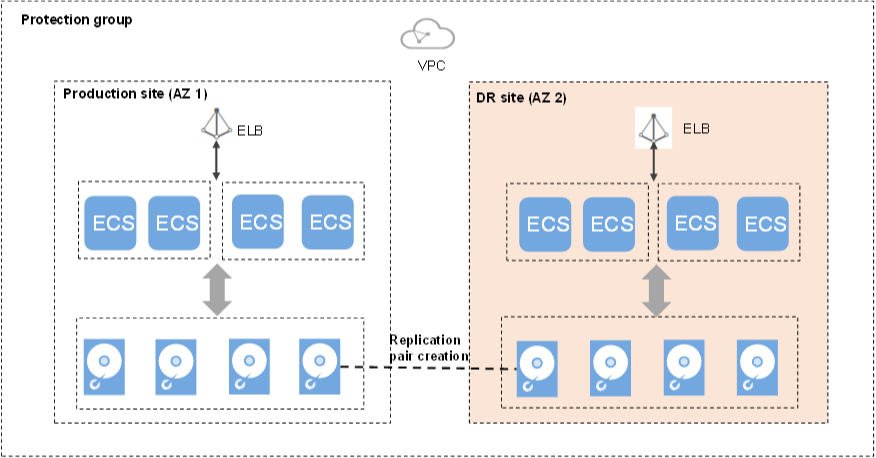 Protection group
VPC
Production site (AZ 1)
ELB
ECS ECS ECS ECS
DR site (AZ 2)
ELB
ECS ECS ECS ECS
Replication
pair creation